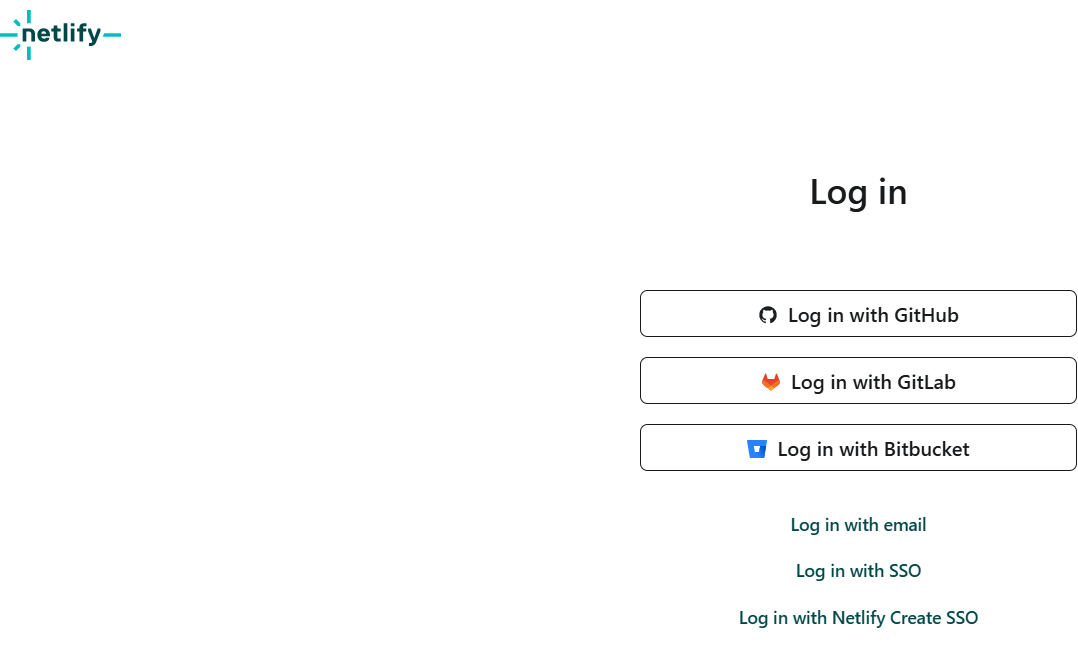 netlify
Log in
Log in with GitHub
Log in with GitLab
Log in with Bitbucket
Log in with email
Log in with SSO
Log in with Netlify Create SSO